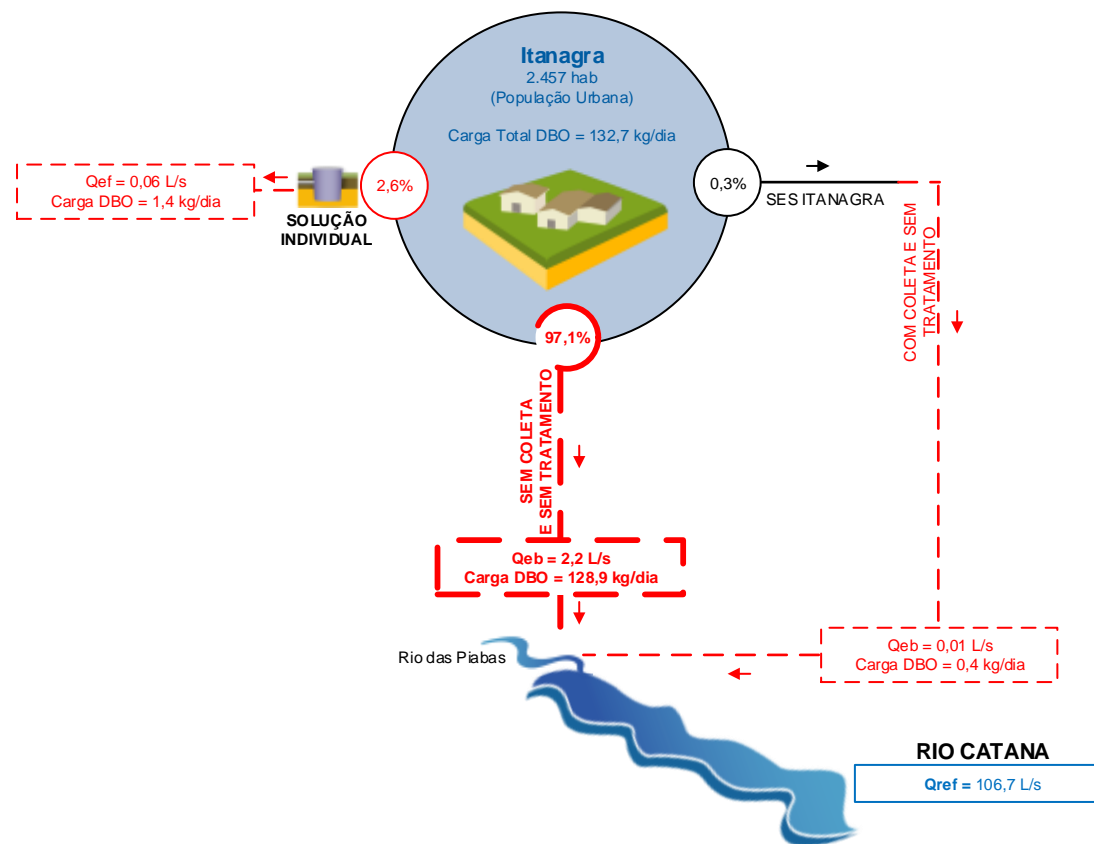 Itanagra
2.457 hab
(População Urbana)
Carga Total DBO = 132,7 kg/dia
Qef = 0,06 L/s
Carga DBO = 1,4 kg/dia
2,6%
SOLUÇÃO
INDIVIDUAL
0,3%
SES ITANAGRA
COM COLETA E SEM
TRATAMENTO
97,1%
SEM COLETA
E SEM TRATAMENTO
Qeb = 2,2 L/s
Carga DBO = 128,9 kg/dia
Rio das Piabas
Qeb = 0,01 L/s
Carga DBO = 0,4 kg/dia
RIO CATANA
Qref = 106,7 L/s